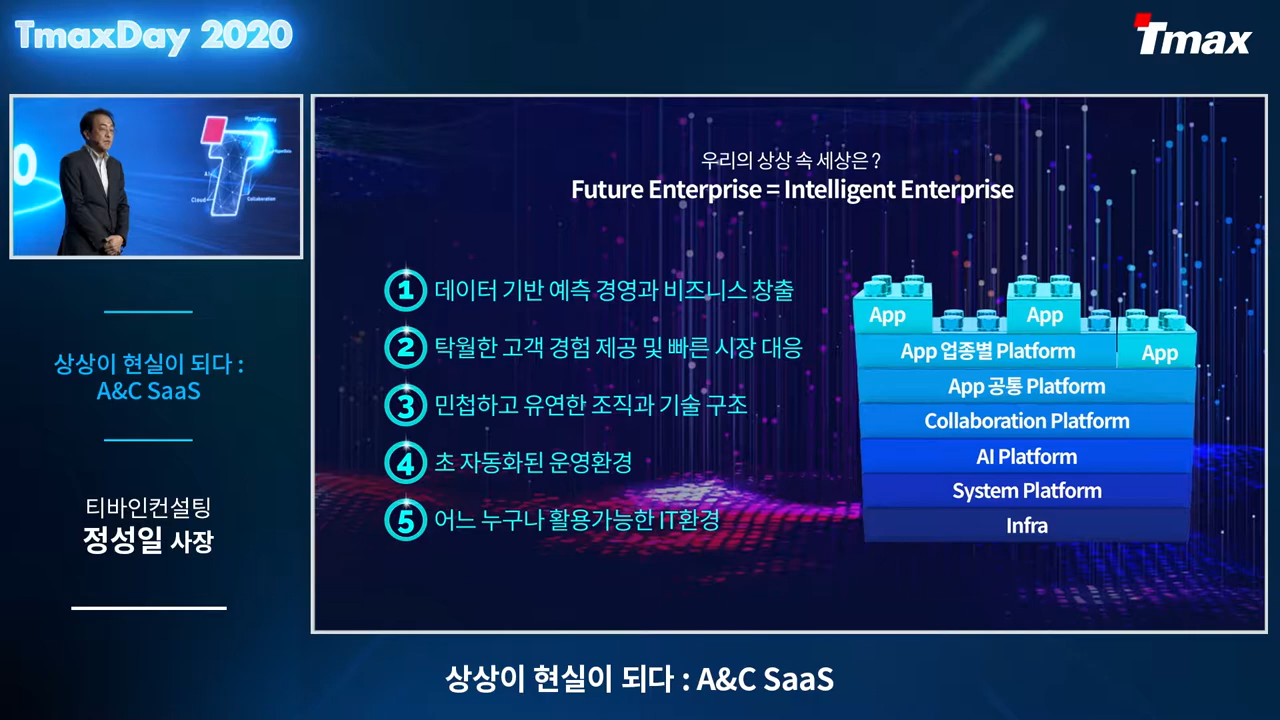 TmaxDay 2020
Tmax
HyperCompany
AI
Cloud
Collaboration
상상이 현실이 되다 :
A&C SaaS
티바인컨설팅
정성일 사장
우리의 상상 속 세상은 ?
Future Enterprise = Intelligent Enterprise
1 데이터 기반 예측 경영과 비즈니스 창출
2 탁월한 고객 경험 제공 및 빠른 시장 대응
3 민첩하고 유연한 조직과 기술 구조
4 초 자동화된 운영환경
5 어느 누구나 활용가능한 IT환경
App
App
App 업종별 Platform
App
App 공통 Platform
Collaboration Platform
AI Platform
System Platform
Infra
상상이 현실이 되다 : A&C SaaS